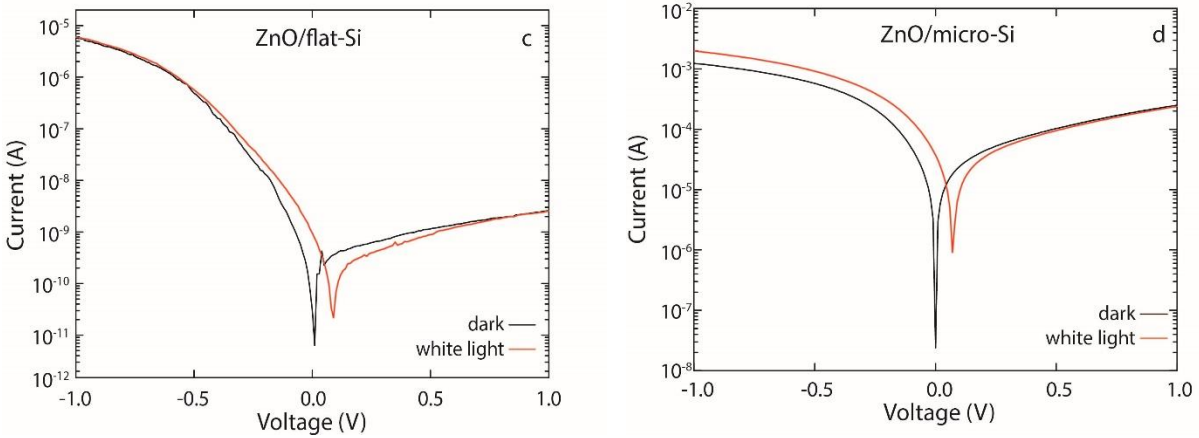 ZnO/flat-Si
c
Current (A)
10⁻⁵
10⁻⁶
10⁻⁷
10⁻⁸
10⁻⁹
10⁻¹⁰
10⁻¹¹
10⁻¹²
dark
white light
-1.0 -0.5 0.0 0.5 1.0
Voltage (V)
ZnO/micro-Si
d
Current (A)
10⁻²
10⁻³
10⁻⁴
10⁻⁵
10⁻⁶
10⁻⁷
10⁻⁸
dark
white light
-1.0 -0.5 0.0 0.5 1.0
Voltage (V)